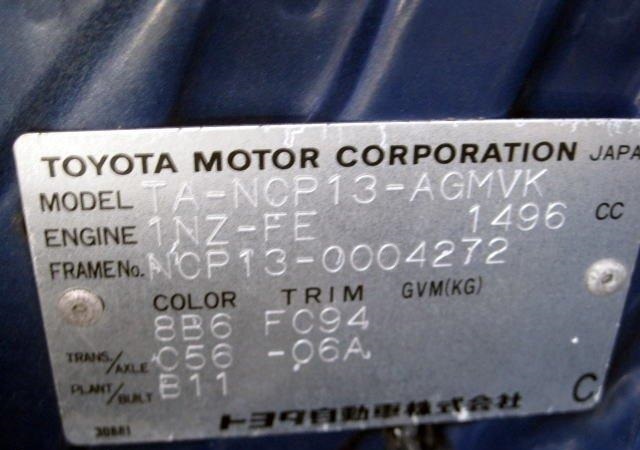 TOYOTA MOTOR CORPORATION JAPA
MODEL TA-NCP13-AGMVK
ENGINE 1NZ-FE 1496 CC
FRAME No. NCP13-0004272
COLOR TRIM GVM(KG)
8B6 FC94
TRANS./AXLE C56 -06A
PLANT/BUILT B11
C
トヨタ自動車株式会社
30881